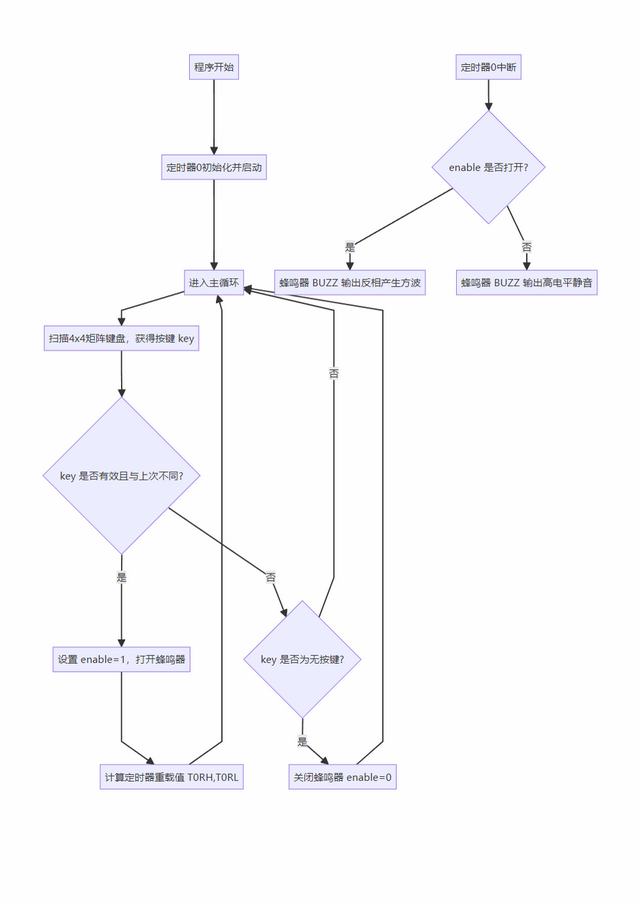 程序开始
定时器0初始化并启动
进入主循环
扫描4x4矩阵键盘，获得按键 key
key 是否有效且与上次不同?
是
否
设置 enable=1，打开蜂鸣器
计算定时器重载值 T0RH,T0RL
key 是否为无按键?
否
是
关闭蜂鸣器 enable=0
定时器0中断
enable 是否打开?
是
否
蜂鸣器 BUZZ 输出反相产生方波
蜂鸣器 BUZZ 输出高电平静音